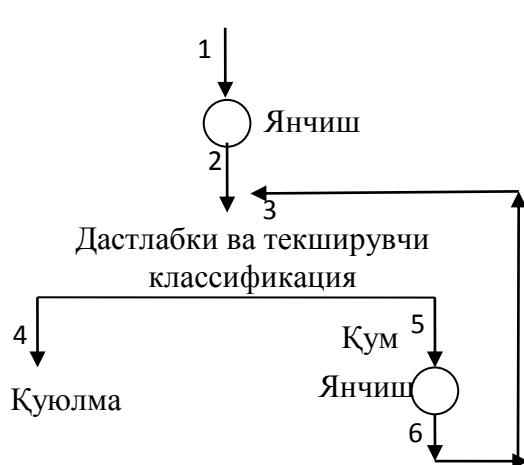 1
Янчиш
2
3
Дастлабки ва текширувчи
классификация
4
5
Қум
Қуюлма
Янчиш
6